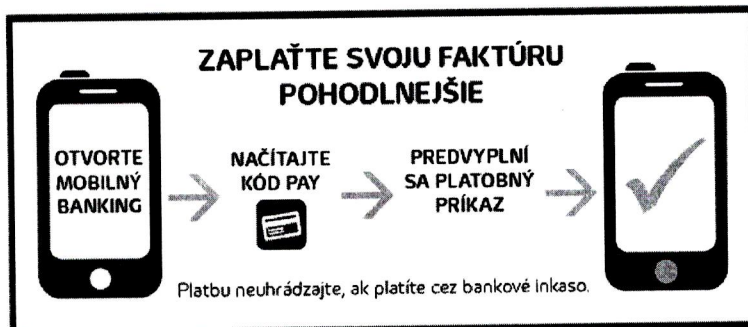 ZAPLAŤTE SVOJU FAKTÚRU
POHODLNEJŠIE
OTVORTE
MOBILNÝ
BANKING
NAČÍTAJTE
KÓD PAY
PREDVYPLNÍ
SA PLATOBNÝ
PRÍKAZ
Platbu neuhrádzajte, ak platíte cez bankové inkaso.